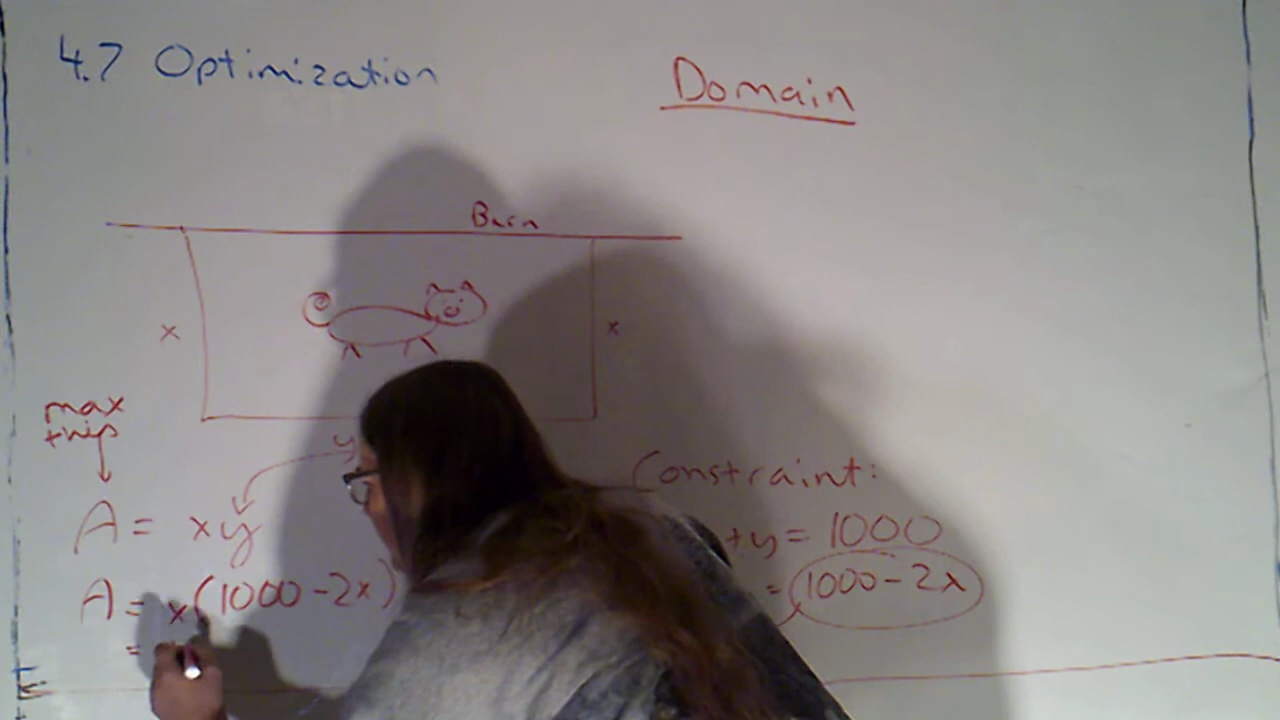 4.7 Optimization
Domain
Barn
x
x
max
this
y
Constraint:
A = xy
+y = 1000
A = x(1000-2x)
= 1000-2x
=